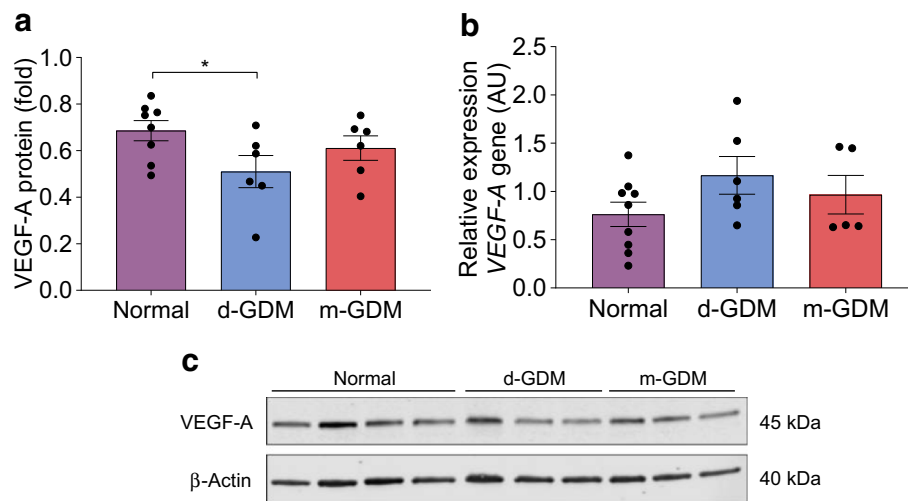 a
VEGF-A protein (fold)
1.0
0.8
0.6
0.4
0.2
0.0
*
Normal
d-GDM
m-GDM
b
Relative expression
VEGF-A gene (AU)
2.5
2.0
1.5
1.0
0.5
0.0
Normal
d-GDM
m-GDM
c
Normal
d-GDM
m-GDM
VEGF-A
45 kDa
β-Actin
40 kDa